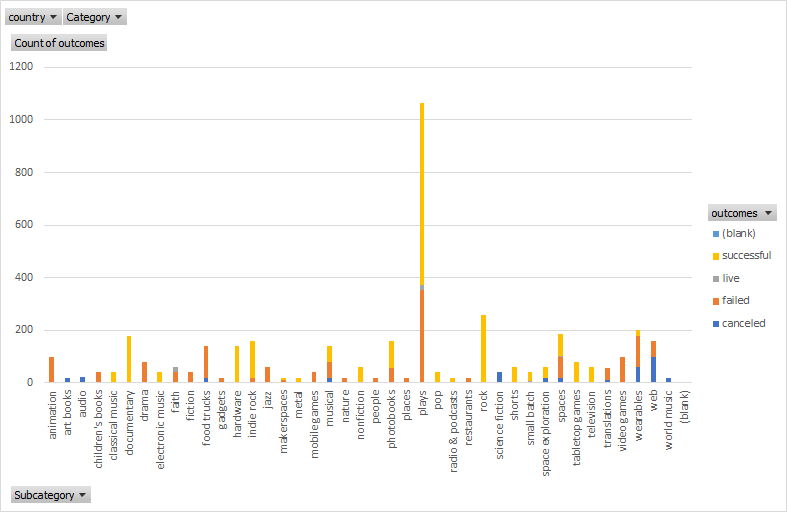 country Category
Count of outcomes
1200
1000
800
600
400
200
0
animation
art books
audio
children's books
classical music
documentary
drama
electronic music
faith
fiction
food trucks
gadgets
hardware
indie rock
jazz
makerspaces
metal
mobile games
musical
nature
nonfiction
people
photobooks
places
plays
pop
radio & podcasts
restaurants
rock
science fiction
shorts
small batch
space exploration
spaces
tabletop games
television
translations
video games
wearables
web
world music
(blank)
outcomes
(blank)
successful
live
failed
canceled
Subcategory